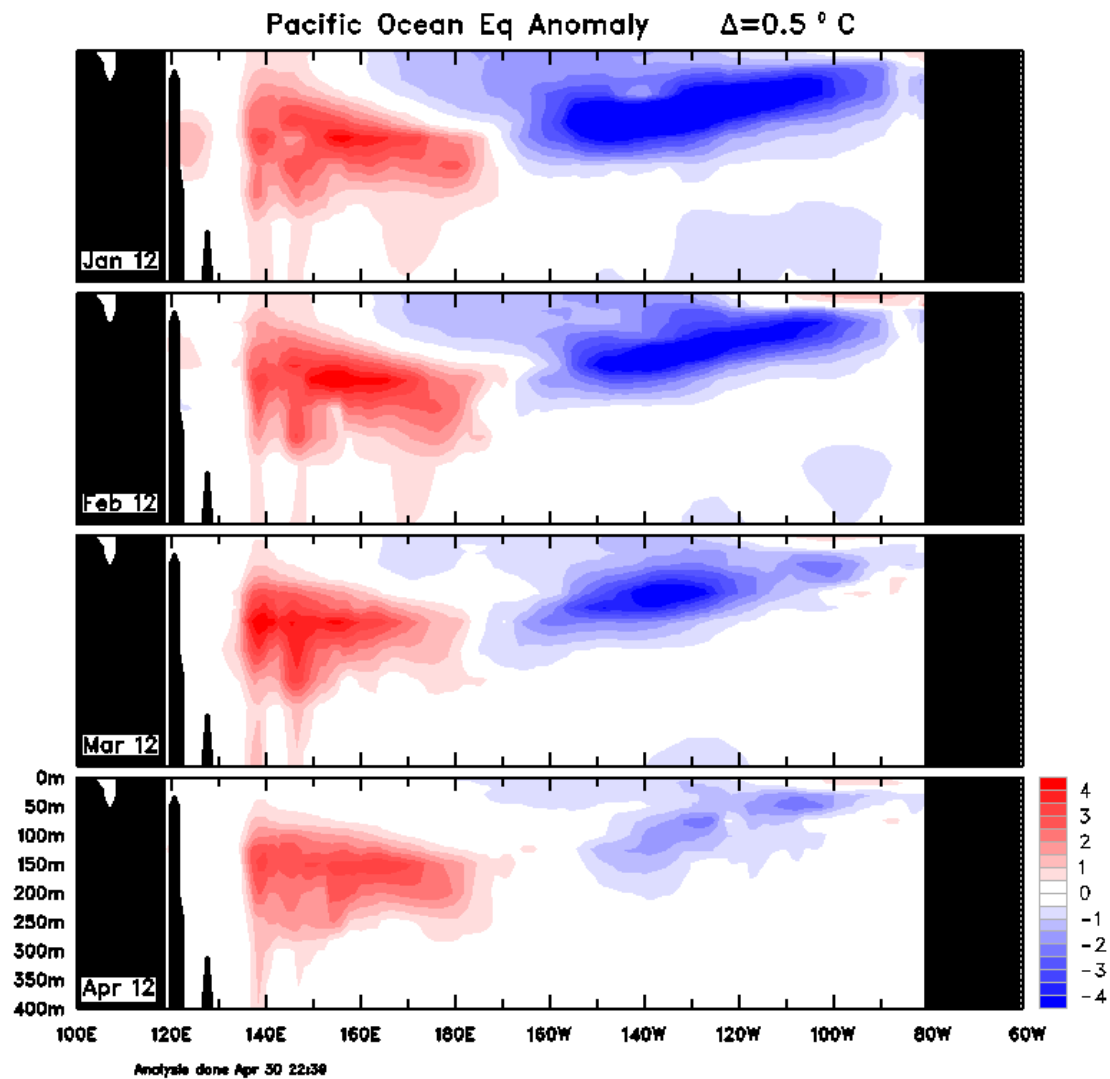 Pacific Ocean Eq Anomaly Δ=0.5 ° C
Jan 12
Feb 12
Mar 12
Apr 12
0m
50m
100m
150m
200m
250m
300m
350m
400m
4
3
2
1
0
-1
-2
-3
-4
100E 120E 140E 160E 180E 160W 140W 120W 100W 80W 60W
Analysis done Apr 30 22:39